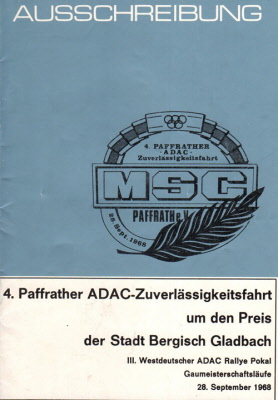 AUSSCHREIBUNG
4. PAFFRATHER
-ADAC-
Zuverlässigkeitsfahrt
MSC
PAFFRATH e.V.
28. Sept. 1968
4. Paffrather ADAC-Zuverlässigkeitsfahrt
um den Preis
der Stadt Bergisch Gladbach
III. Westdeutscher ADAC Rallye Pokal
Gaumeisterschaftsläufe
28. September 1968